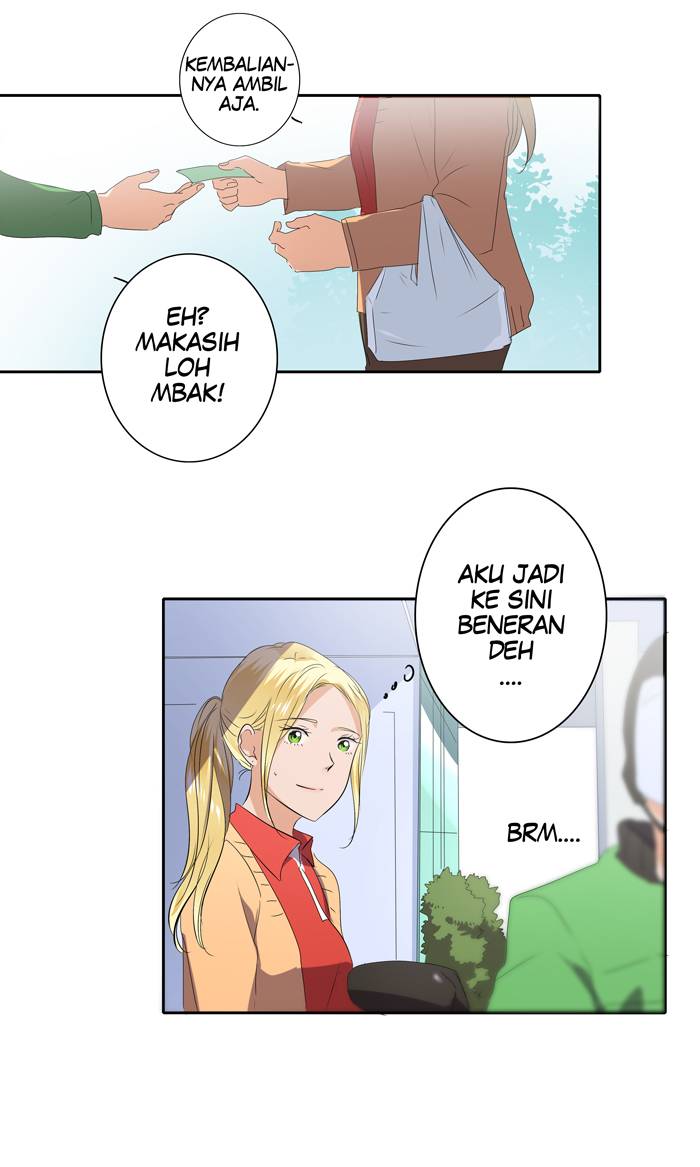 KEMBALIAN-
NYA AMBIL
AJA.
EH?
MAKASIH
LOH
MBAK!
AKU JADI
KE SINI
BENERAN
DEH
....
BRM....